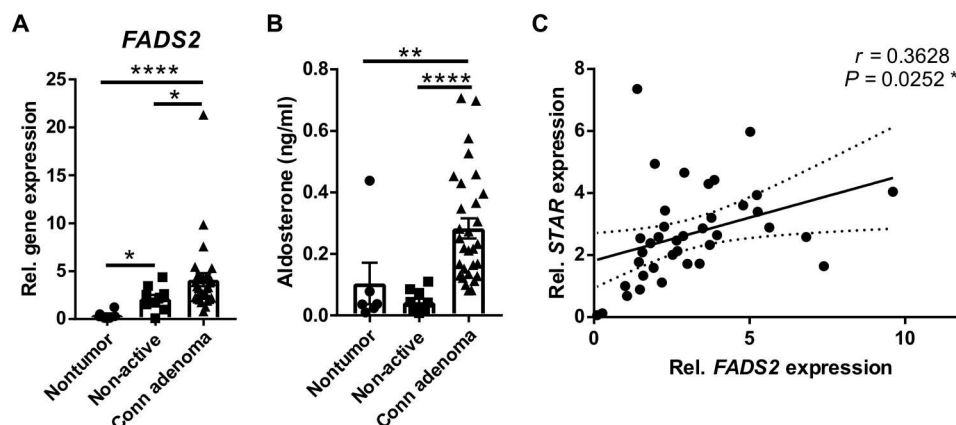 A
FADS2
****
*
*
Rel. gene expression
25
20
15
10
5
0
Nontumor
Non-active
Conn adenoma
B
**
****
Aldosterone (ng/ml)
0.8
0.6
0.4
0.2
0.0
Nontumor
Non-active
Conn adenoma
C
r = 0.3628
P = 0.0252 *
Rel. STAR expression
8
6
4
2
0
0 5 10
Rel. FADS2 expression